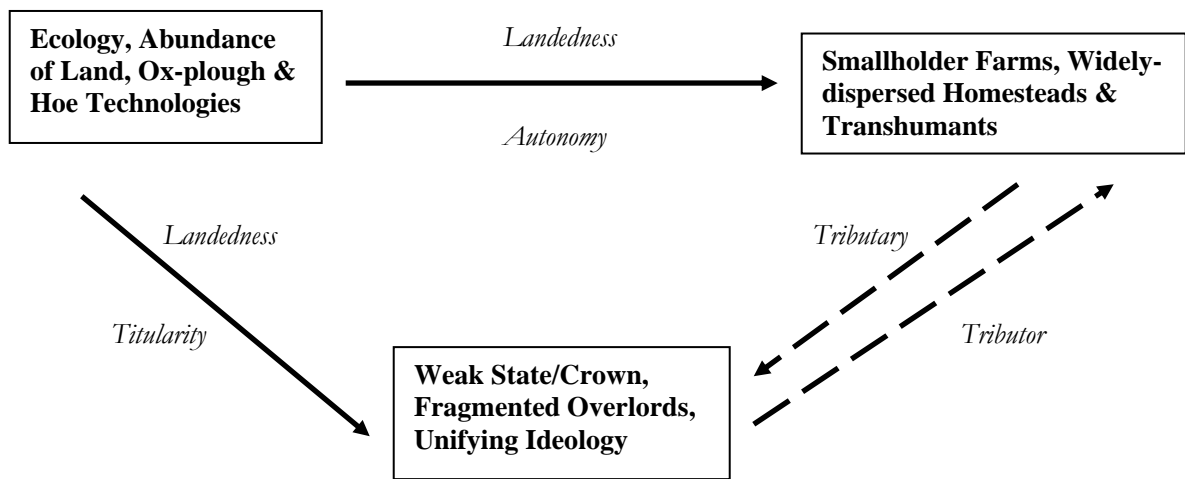 Ecology, Abundance
of Land, Ox-plough &
Hoe Technologies
Landedness
Autonomy
Smallholder Farms, Widely-
dispersed Homesteads &
Transhumants
Landedness
Titularity
Tributary
Tributor
Weak State/Crown,
Fragmented Overlords,
Unifying Ideology